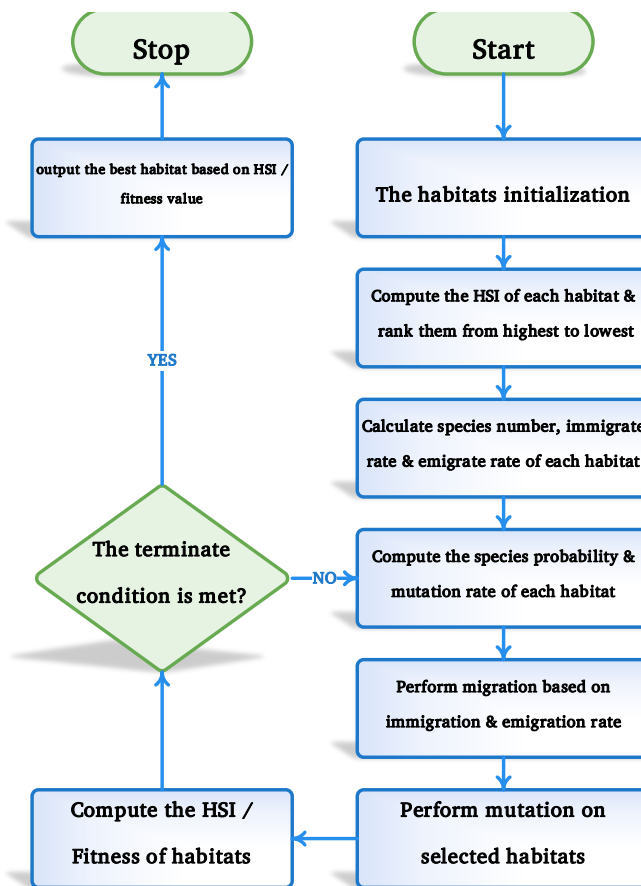 Start
The habitats initialization
Compute the HSI of each habitat &
rank them from highest to lowest
Calculate species number, immigrate
rate & emigrate rate of each habitat
Compute the species probability &
mutation rate of each habitat
Perform migration based on
immigration & emigration rate
Perform mutation on
selected habitats
Compute the HSI /
Fitness of habitats
The terminate
condition is met?
NO
YES
output the best habitat based on HSI /
fitness value
Stop